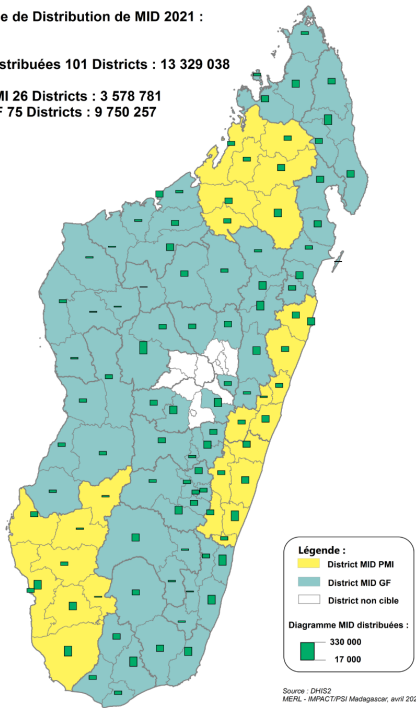 e de Distribution de MID 2021 :
stribuées 101 Districts : 13 329 038
MI 26 Districts : 3 578 781
F 75 Districts : 9 750 257
Légende :
District MID PMI
District MID GF
District non cible
Diagramme MID distribuées :
330 000
17 000
Source : DHIS2
MERL - IMPACT/PSI Madagascar, avril 202